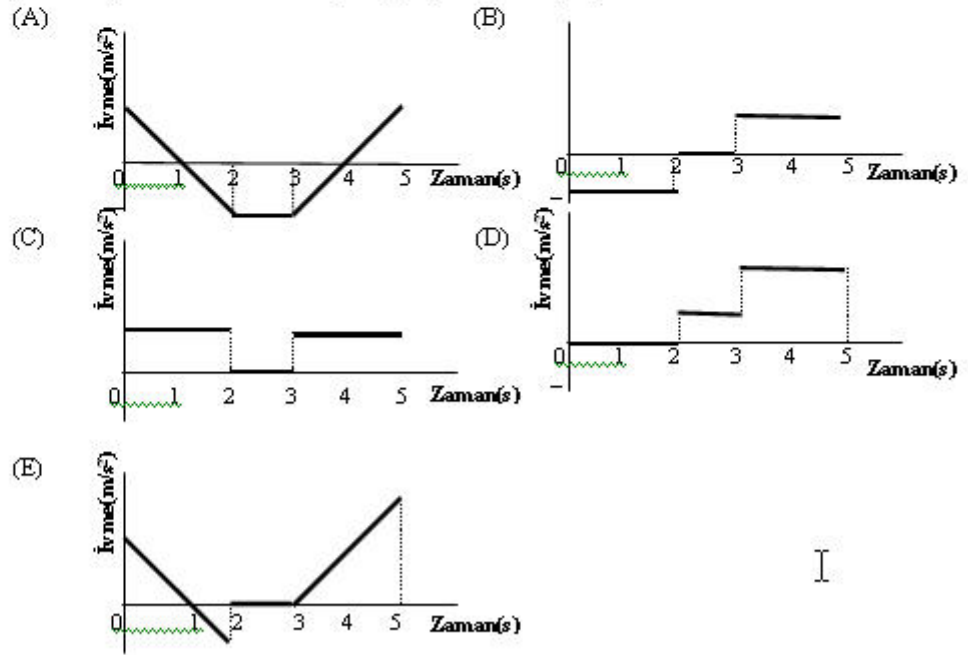 (A)
İvme(m/s²)
0 1 2 3 4 5 Zaman(s)
(B)
İvme(m/s²)
0 1 2 3 4 5 Zaman(s)
(C)
İvme(m/s²)
0 1 2 3 4 5 Zaman(s)
(D)
İvme(m/s²)
0 1 2 3 4 5 Zaman(s)
(E)
İvme(m/s²)
0 1 2 3 4 5 Zaman(s)